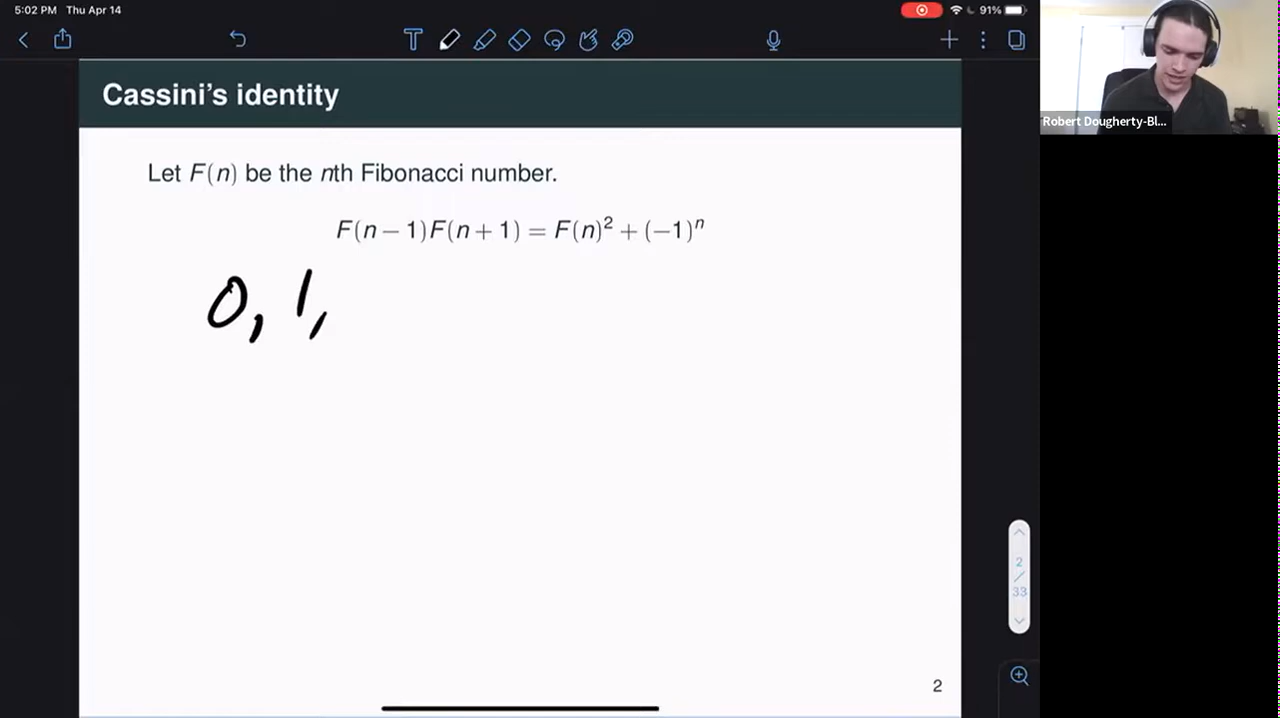 5:02 PM Thu Apr 14
91%
Cassini's identity
Robert Dougherty-Bl...
Let F(n) be the nth Fibonacci number.
F(n − 1)F(n + 1) = F(n)² + (−1)ⁿ
0, 1,
2
/
33
2